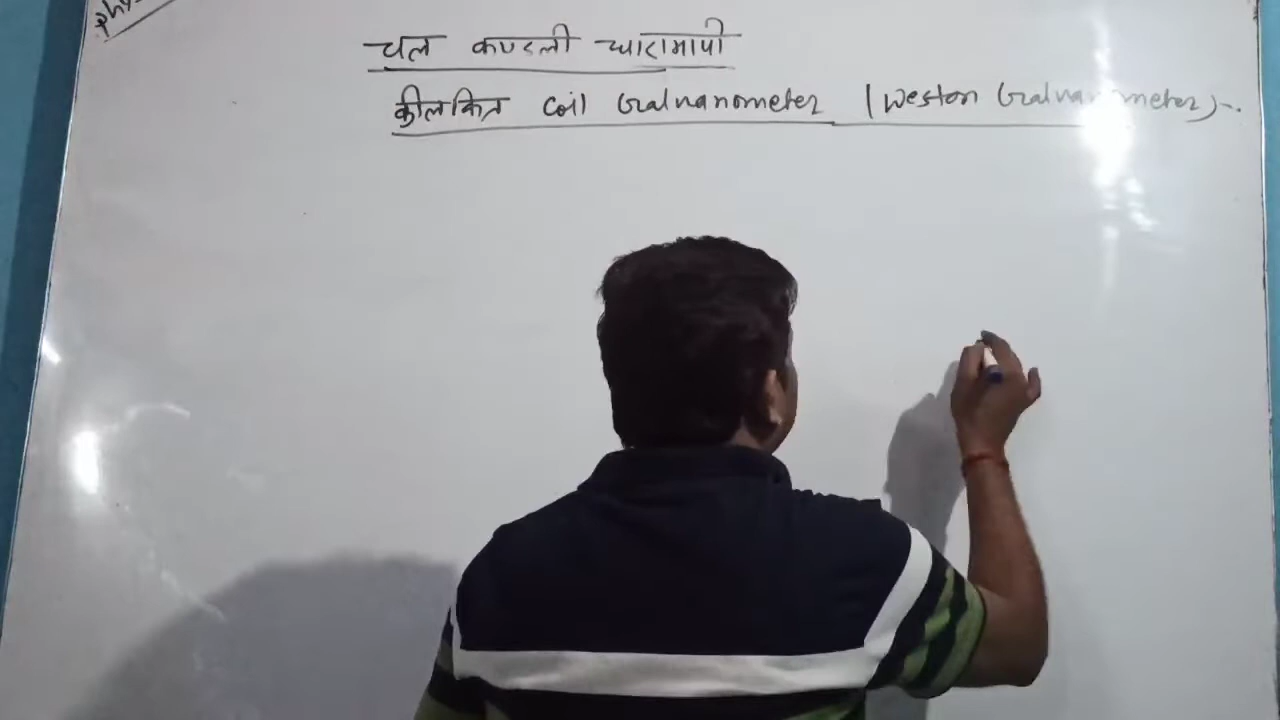 चल कुण्डली धारामापी
कीलकित coil Galvanometer (Weston Galvanometer)-.